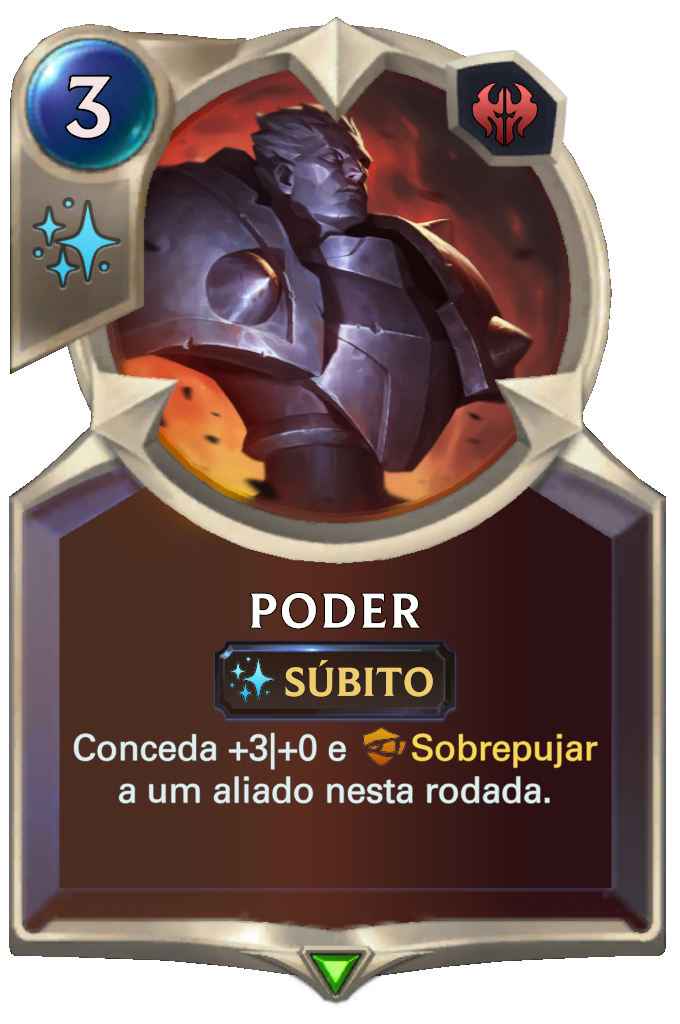 3
PODER
SÚBITO
Conceda +3|+0 e Sobrepujar
a um aliado nesta rodada.